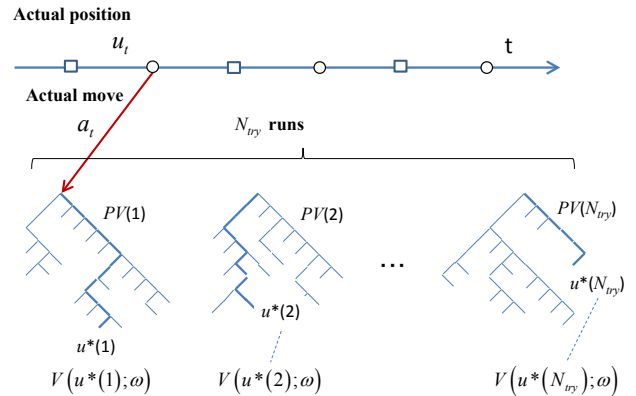 Actual position
u_t
t
Actual move
a_t
N_try runs
PV(1)
PV(2)
PV(N_try)
...
u*(1)
u*(2)
u*(N_try)
V(u*(1);ω)
V(u*(2);ω)
V(u*(N_try);ω)